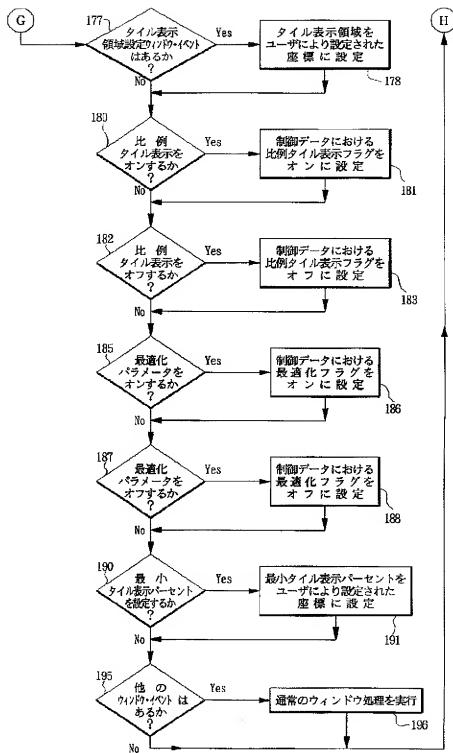 G
H
177
タイル表示
領域設定ウィンドウ・イベント
はあるか
?
Yes
No
タイル表示領域を
ユーザにより設定された
座標に設定
178
180
比例
タイル表示を
オンするか
?
Yes
No
制御データにおける
比例タイル表示フラグを
オンに設定
181
182
比例
タイル表示を
オフするか
?
Yes
No
制御データにおける
比例タイル表示フラグを
オフに設定
183
185
最適化
パラメータを
オンするか
?
Yes
No
制御データにおける
最適化フラグを
オンに設定
186
187
最適化
パラメータを
オフするか
?
Yes
No
制御データにおける
最適化フラグを
オフに設定
188
190
最小
タイル表示パーセント
を設定するか
?
Yes
No
最小タイル表示パーセントを
ユーザにより設定された
座標に設定
191
195
他の
ウィンドウ・イベントは
あるか
?
Yes
No
通常のウィンドウ処理を実行
196